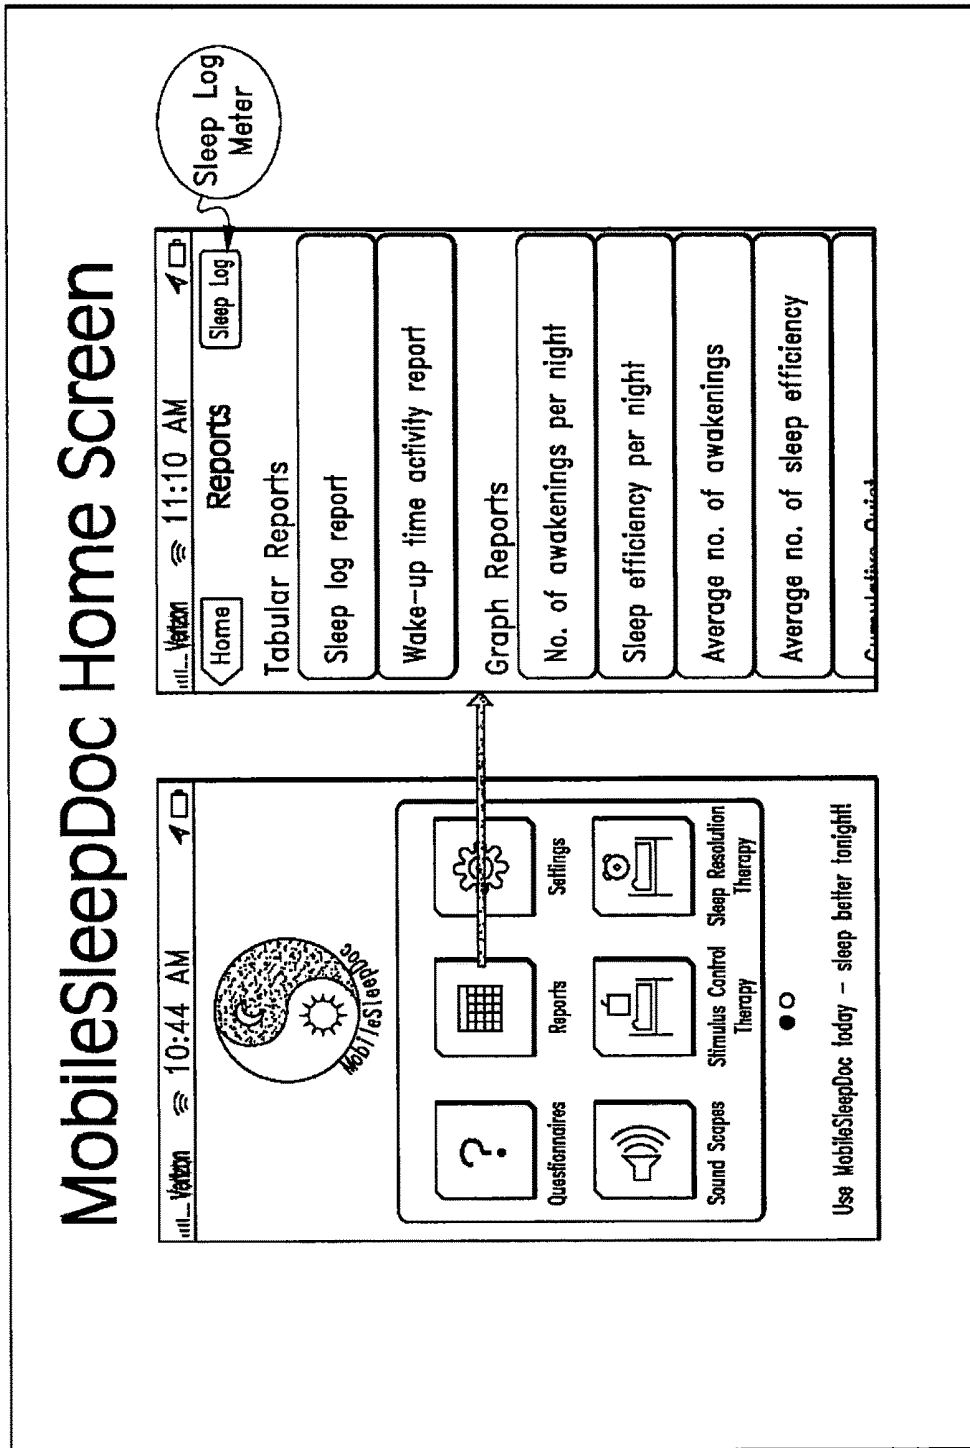 MobileSleepDoc Home Screen
Verizon 10:44 AM
MobileSleepDoc
Questionnaires
Reports
Settings
Sound Scapes
Stimulus Control
Therapy
Sleep Resolution
Therapy
Use MobileSleepDoc today – sleep better tonight!
Verizon 11:10 AM
Home
Reports
Sleep Log
Sleep Log
Meter
Tabular Reports
Sleep log report
Wake–up time activity report
Graph Reports
No. of awakenings per night
Sleep efficiency per night
Average no. of awakenings
Average no. of sleep efficiency